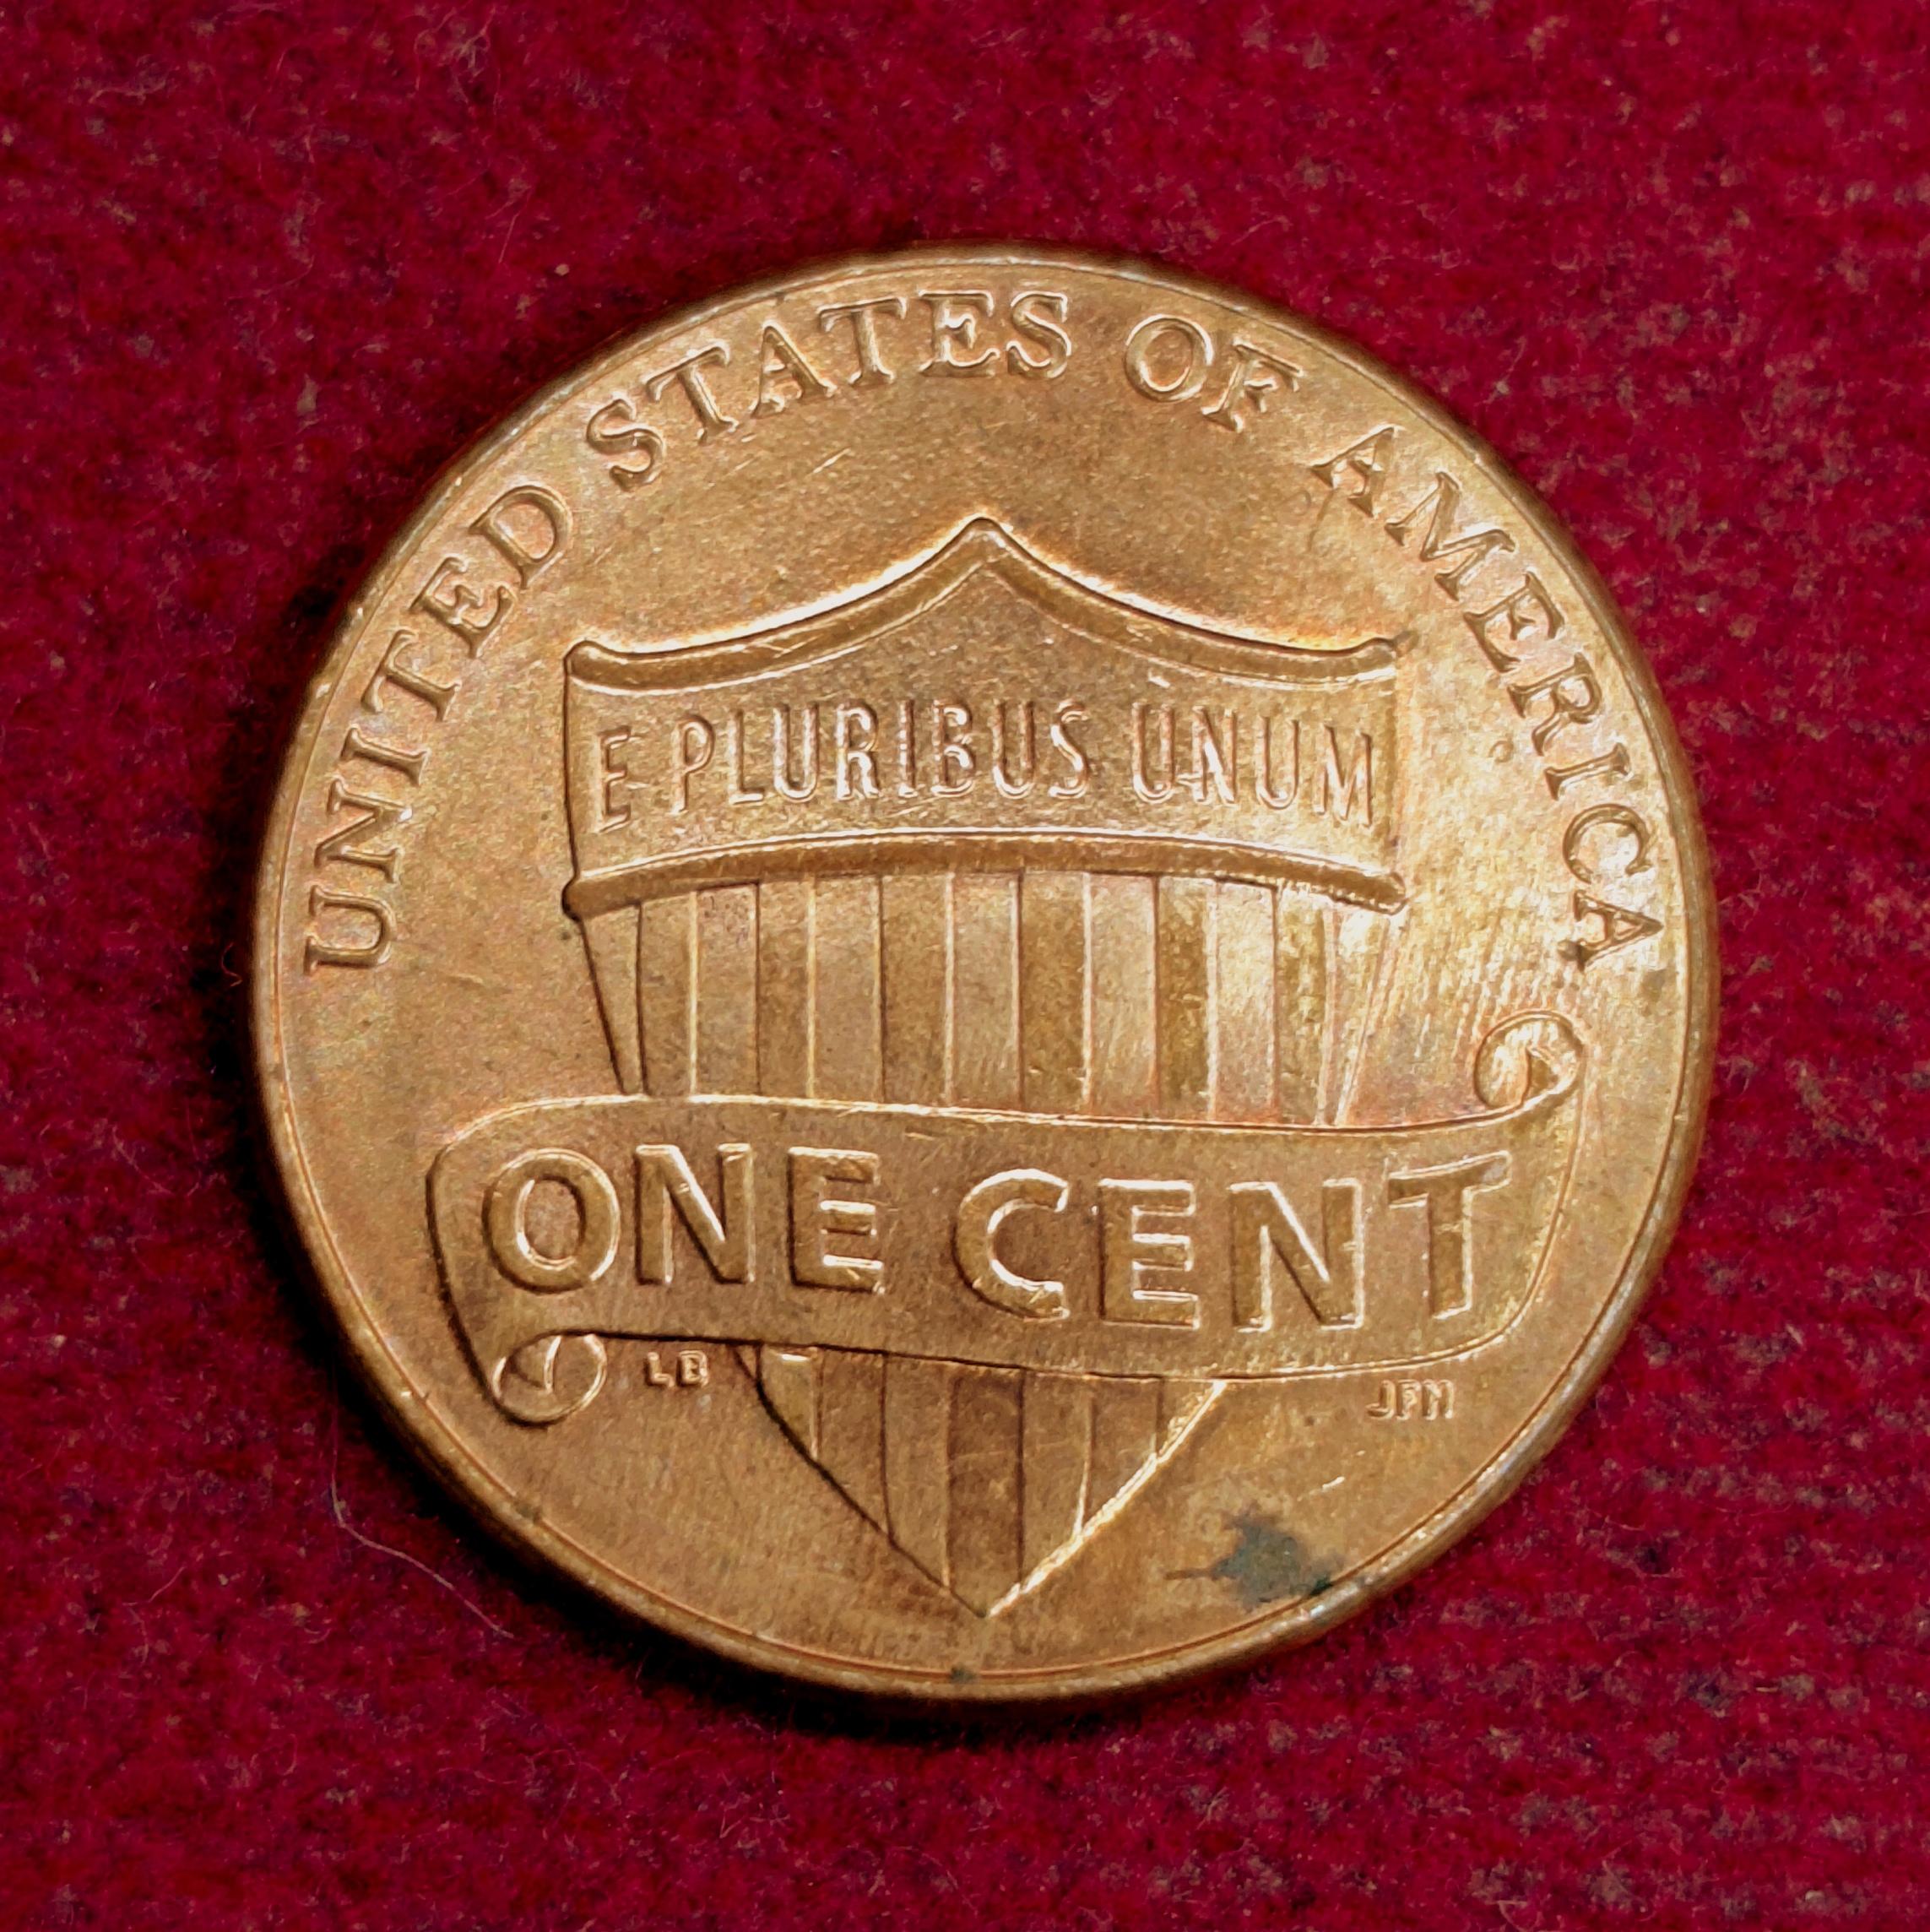 UNITED STATES OF AMERICA
E PLURIBUS UNUM
ONE CENT
LB
JFM